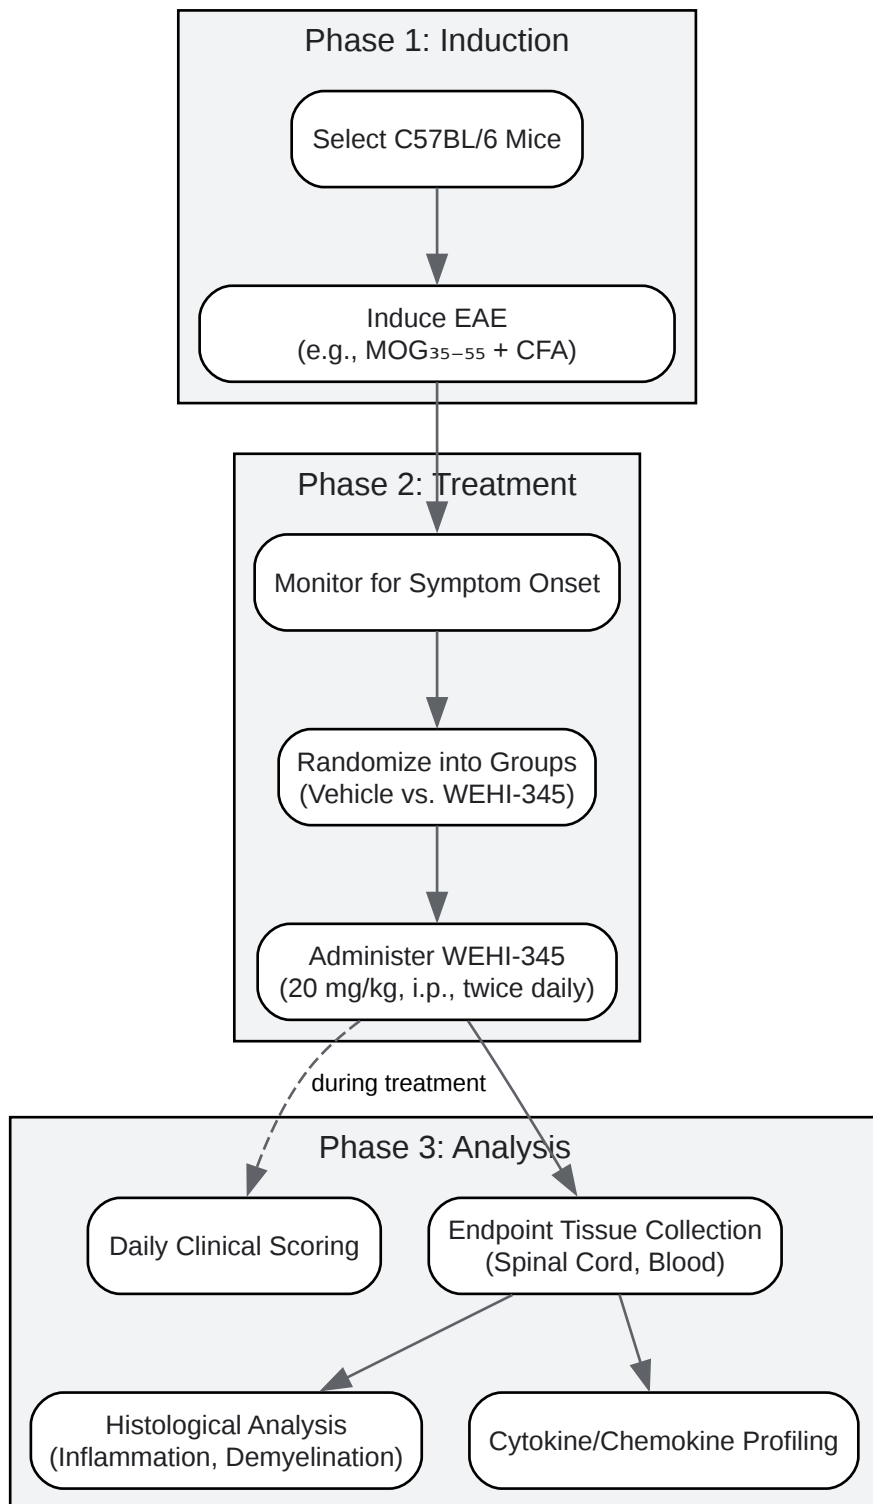 Phase 1: Induction
Select C57BL/6 Mice
Induce EAE
(e.g., MOG₃₅₋₅₅ + CFA)
Phase 2: Treatment
Monitor for Symptom Onset
Randomize into Groups
(Vehicle vs. WEHI-345)
Administer WEHI-345
(20 mg/kg, i.p., twice daily)
during treatment
Phase 3: Analysis
Daily Clinical Scoring
Endpoint Tissue Collection
(Spinal Cord, Blood)
Histological Analysis
(Inflammation, Demyelination)
Cytokine/Chemokine Profiling